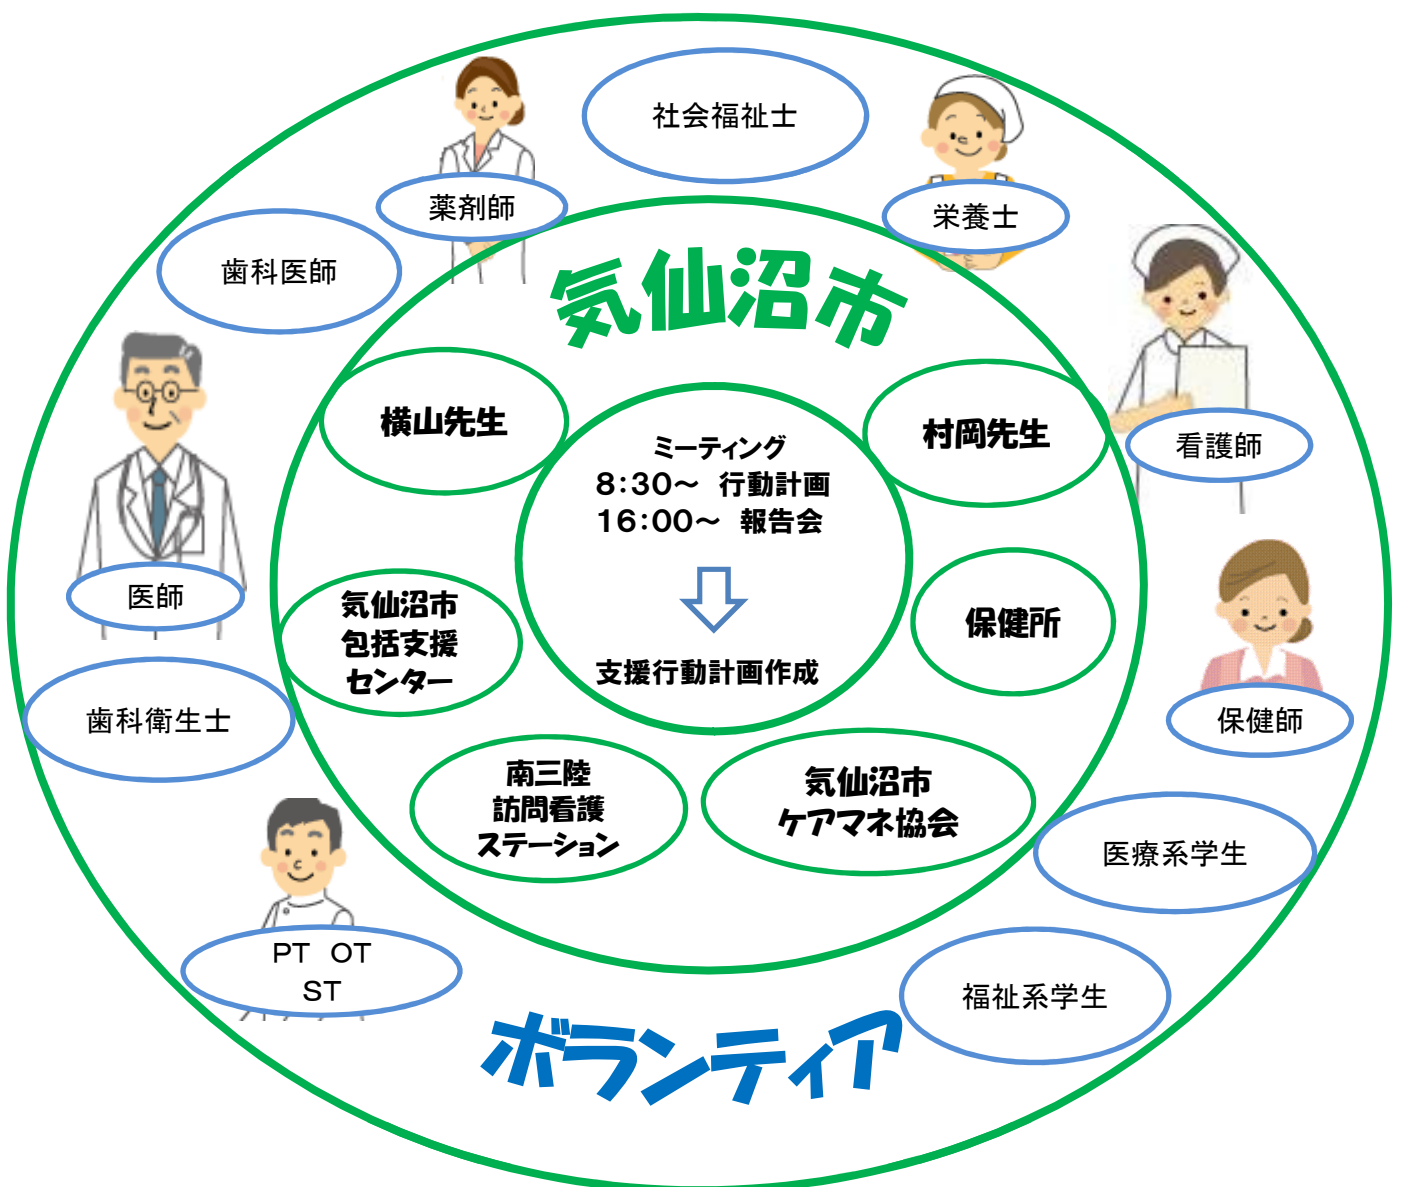 社会福祉士
薬剤師
栄養士
歯科医師
気仙沼市
横山先生
村岡先生
看護師
ミーティング
8:30～ 行動計画
16:00～ 報告会
医師
気仙沼市
包括支援
センター
保健所
支援行動計画作成
歯科衛生士
保健師
南三陸
訪問看護
ステーション
気仙沼市
ケアマネ協会
医療系学生
PT OT
ST
福祉系学生
ボランティア